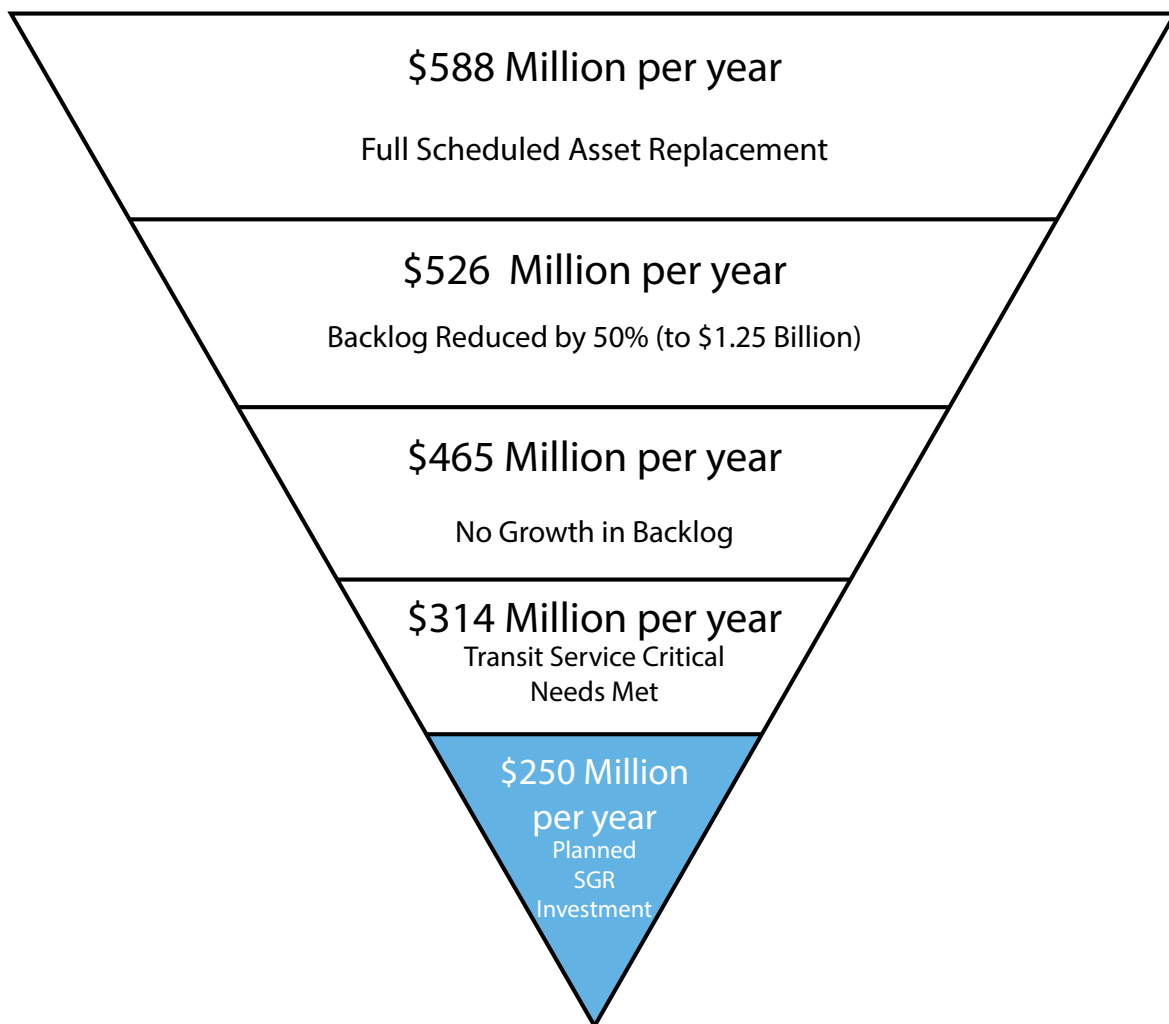 $588 Million per year
Full Scheduled Asset Replacement
$526  Million per year
Backlog Reduced by 50% (to $1.25 Billion)
$465 Million per year
No Growth in Backlog
$314 Million per year
Transit Service Critical
Needs Met
$250 Million
per year
Planned
SGR
Investment